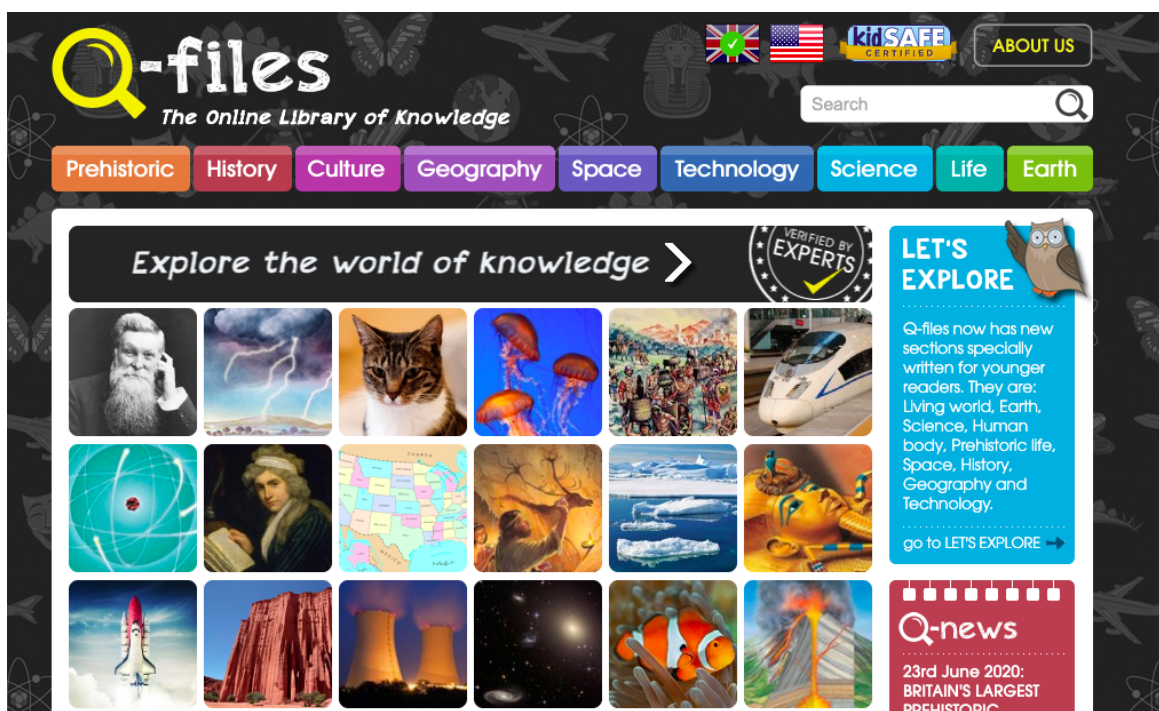 Q-files
The Online Library of Knowledge
kidSAFE
CERTIFIED
ABOUT US
Search
Prehistoric
History
Culture
Geography
Space
Technology
Science
Life
Earth
Explore the world of knowledge
VERIFIED BY
EXPERTS
LET'S
EXPLORE
Q-files now has new
sections specially
written for younger
readers. They are:
Living world, Earth,
Science, Human
body, Prehistoric life,
Space, History,
Geography and
Technology.
go to LET'S EXPLORE
CANADA
MEXICO
Q-news
23rd June 2020:
BRITAIN'S LARGEST
PREHISTORIC